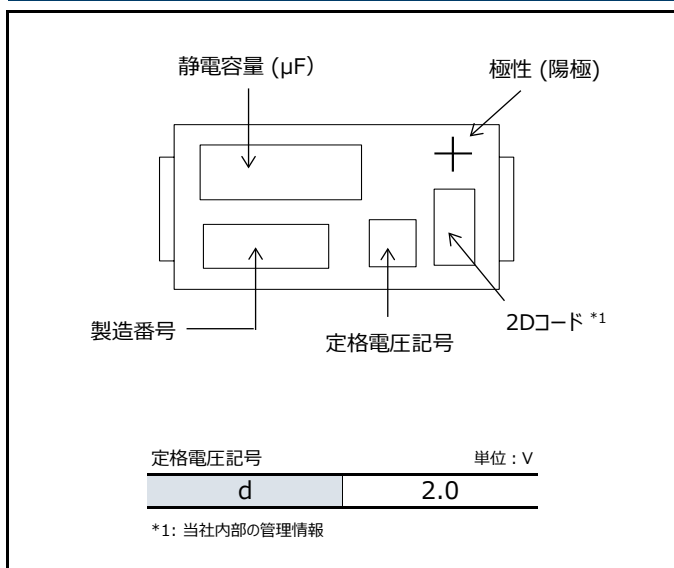 静電容量 (μF)
極性 (陽極)
+
製造番号
定格電圧記号
2Dコード *1
定格電圧記号 単位：V
d 2.0
*1: 当社内部の管理情報